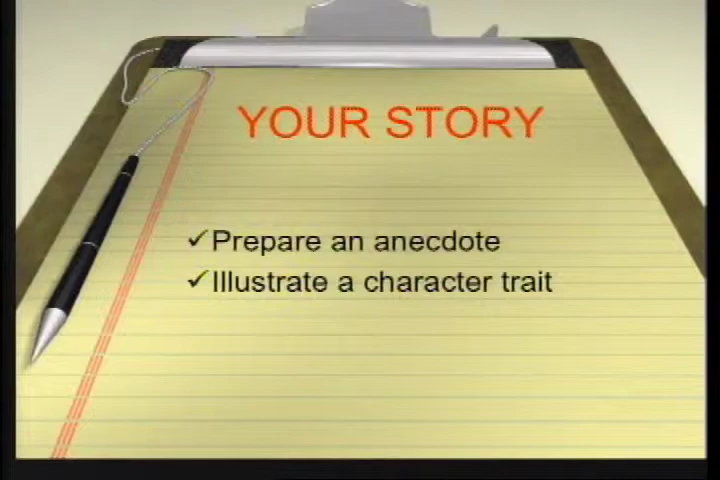 YOUR STORY
✓Prepare an anecdote
✓Illustrate a character trait